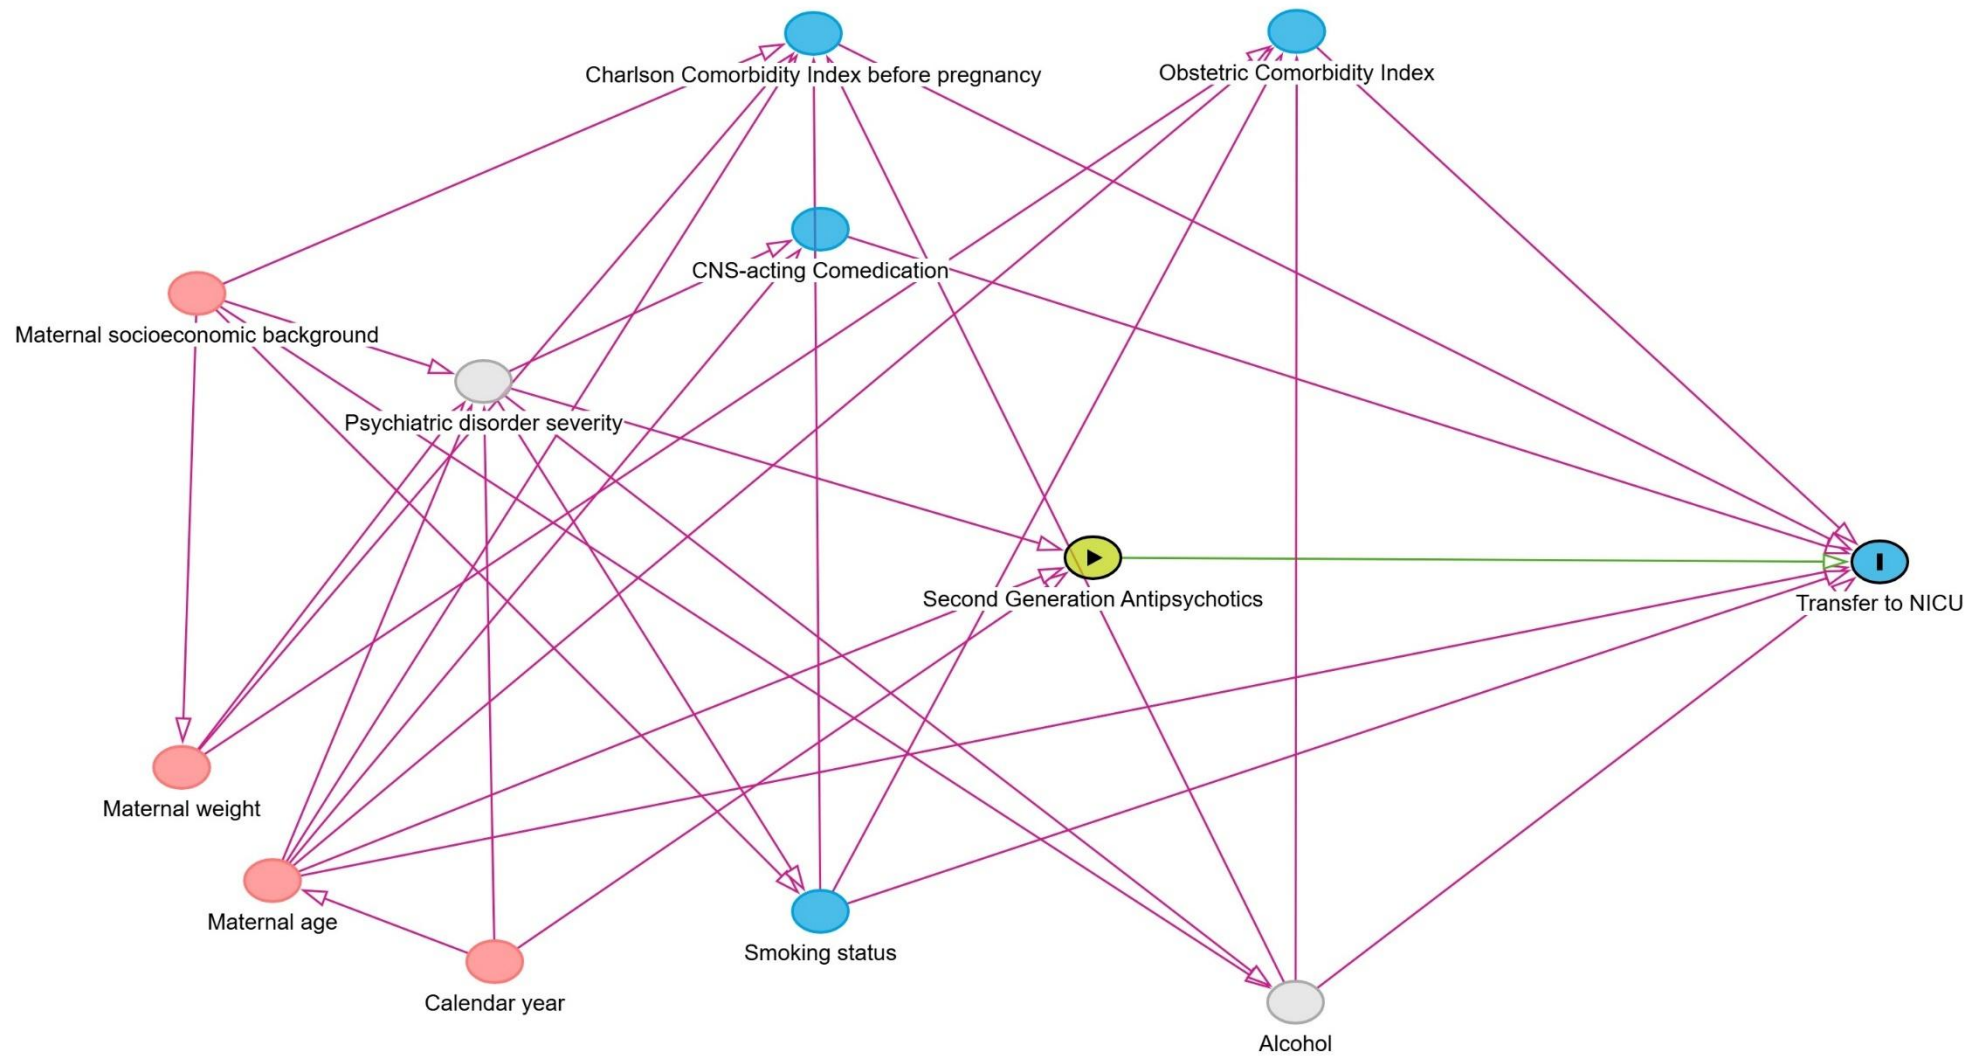 Charlson Comorbidity Index before pregnancy
Obstetric Comorbidity Index
CNS-acting Comedication
Maternal socioeconomic background
Psychiatric disorder severity
Second Generation Antipsychotics
Transfer to NICU
Maternal weight
Maternal age
Smoking status
Calendar year
Alcohol